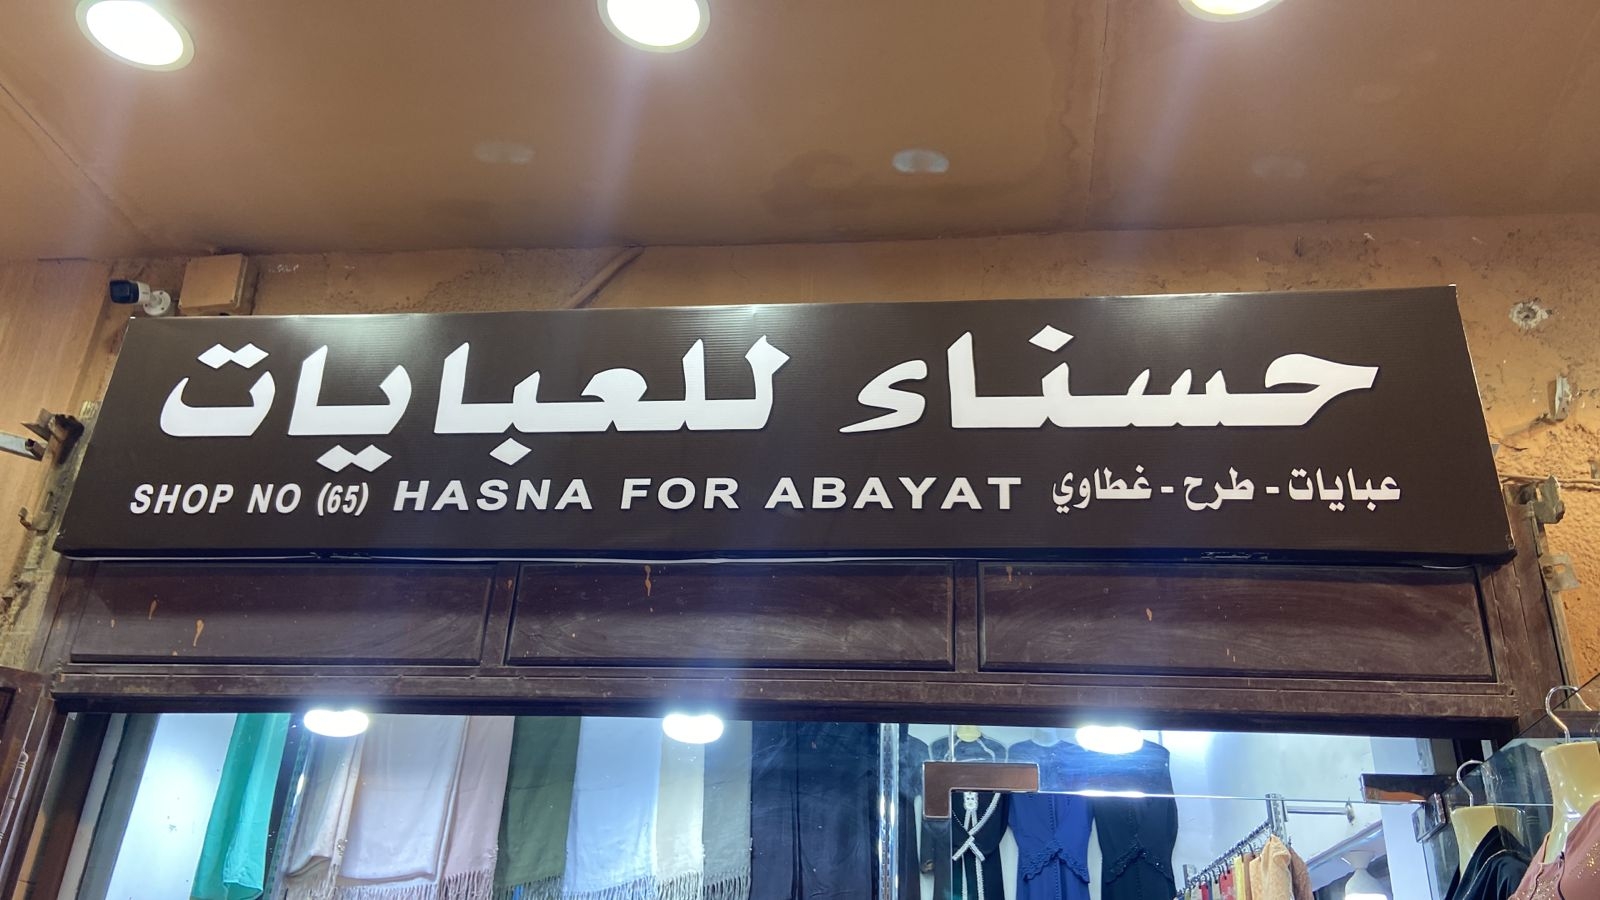 حسناء للعبايات
عبايات - طرح - غطاوي
SHOP NO (65) HASNA FOR ABAYAT